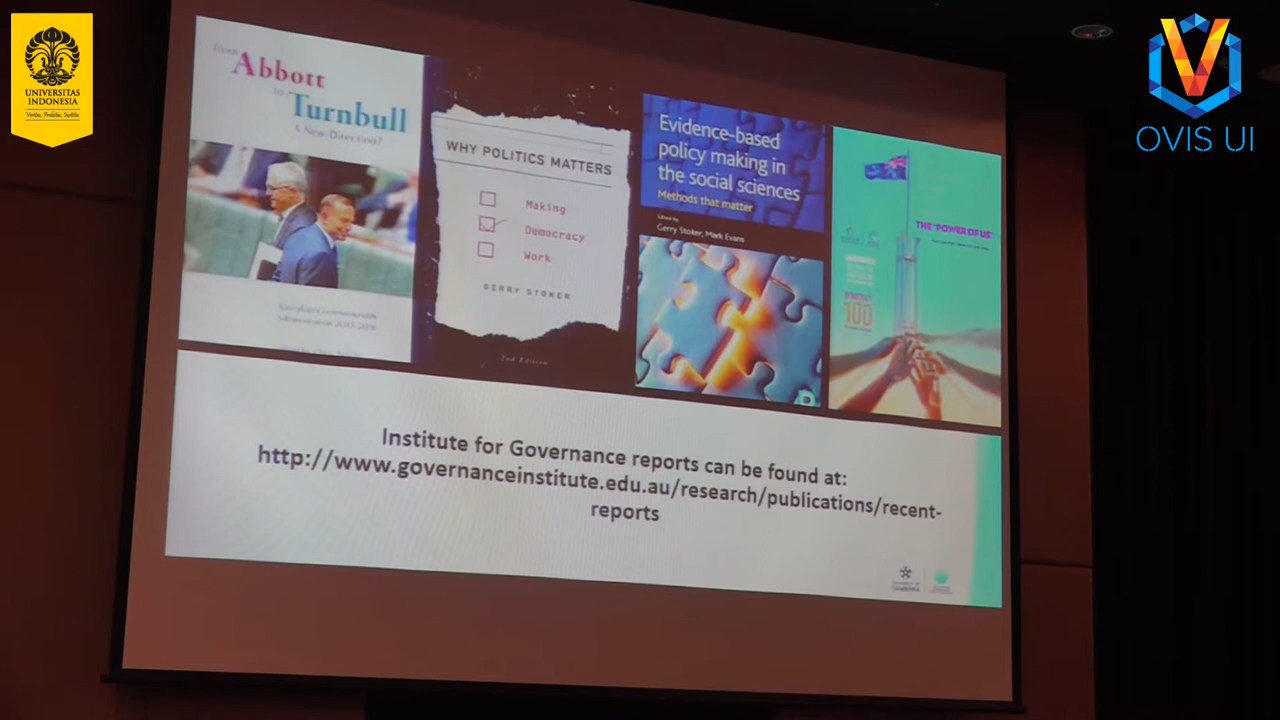 UNIVERSITAS
INDONESIA
Veritas, Probitas, Iustitia
OVIS UI
from
Abbott
to
Turnbull
A New Direction?
WHY POLITICS MATTERS
Making
Democracy
Work
GERRY STOKER
2nd Edition
Evidence-based
policy making in
the social sciences
Methods that matter
Edited by
Gerry Stoker, Mark Evans
THE "POWER OF US"
100
Institute for Governance reports can be found at:
http://www.governanceinstitute.edu.au/research/publications/recent-
reports
CANBERRA